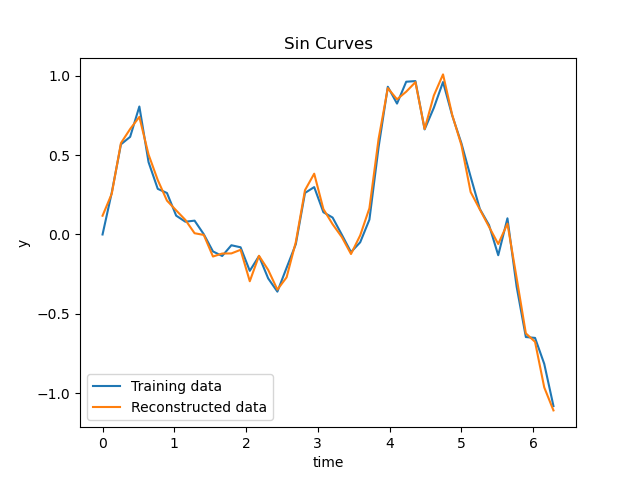 Sin Curves
1.0
0.5
0.0
−0.5
−1.0
y
Training data
Reconstructed data
0 1 2 3 4 5 6
time